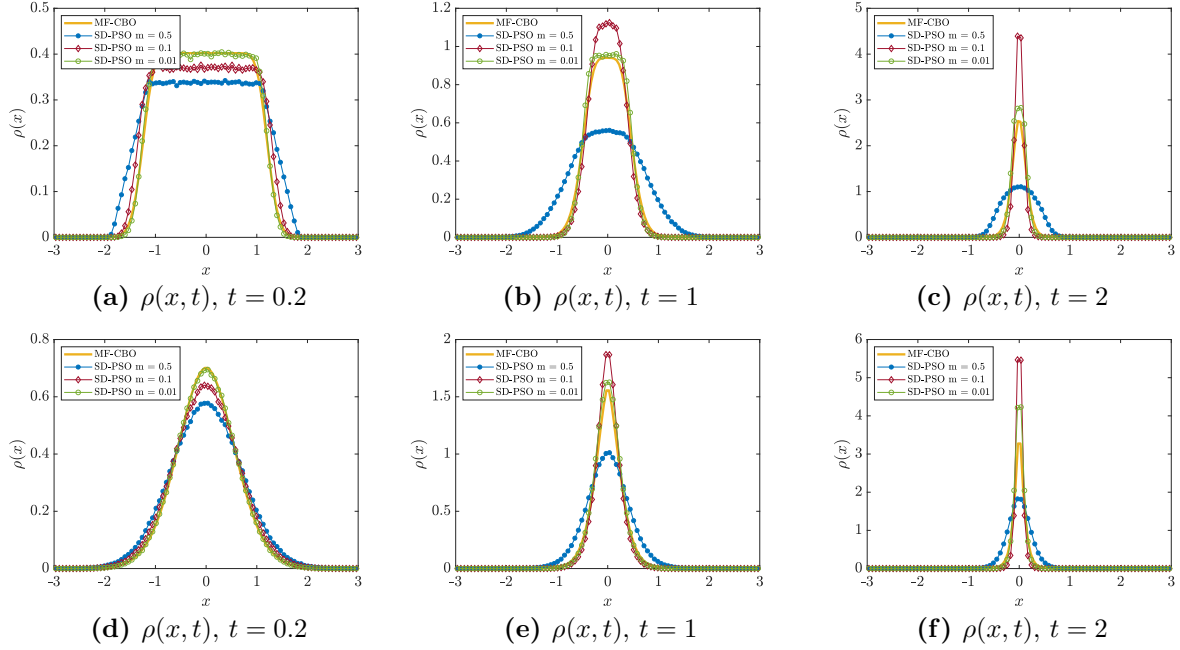 0.5
0.4
0.3
0.2
0.1
0
ρ(x)
-3 -2 -1 0 1 2 3
x
MF-CBO
SD-PSO m = 0.5
SD-PSO m = 0.1
SD-PSO m = 0.01
(a) ρ(x, t), t = 0.2
1.2
1
0.8
0.6
0.4
0.2
0
ρ(x)
-3 -2 -1 0 1 2 3
x
MF-CBO
SD-PSO m = 0.5
SD-PSO m = 0.1
SD-PSO m = 0.01
(b) ρ(x, t), t = 1
5
4
3
2
1
0
ρ(x)
-3 -2 -1 0 1 2 3
x
MF-CBO
SD-PSO m = 0.5
SD-PSO m = 0.1
SD-PSO m = 0.01
(c) ρ(x, t), t = 2
0.8
0.6
0.4
0.2
0
ρ(x)
-3 -2 -1 0 1 2 3
x
MF-CBO
SD-PSO m = 0.5
SD-PSO m = 0.1
SD-PSO m = 0.01
(d) ρ(x, t), t = 0.2
2
1.5
1
0.5
0
ρ(x)
-3 -2 -1 0 1 2 3
x
MF-CBO
SD-PSO m = 0.5
SD-PSO m = 0.1
SD-PSO m = 0.01
(e) ρ(x, t), t = 1
6
5
4
3
2
1
0
ρ(x)
-3 -2 -1 0 1 2 3
x
MF-CBO
SD-PSO m = 0.5
SD-PSO m = 0.1
SD-PSO m = 0.01
(f) ρ(x, t), t = 2